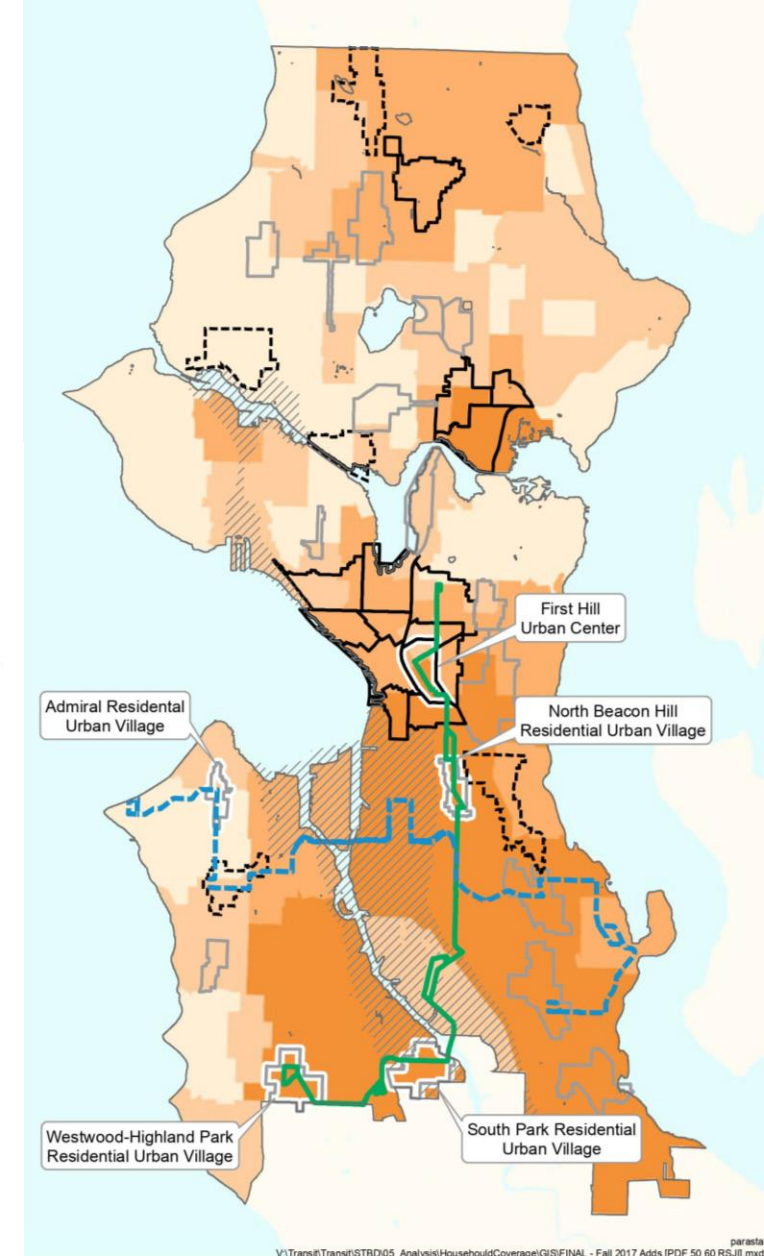 First Hill
Urban Center
North Beacon Hill
Residential Urban Village
Admiral Residental
Urban Village
South Park Residential
Urban Village
Westwood-Highland Park
Residential Urban Village
parasta
V:\Transit\Transit\STBD\05_Analysis\HousehouldCoverage\GIS\FINAL - Fall 2017 Adds [PDF 50 60 RSJI].mxd